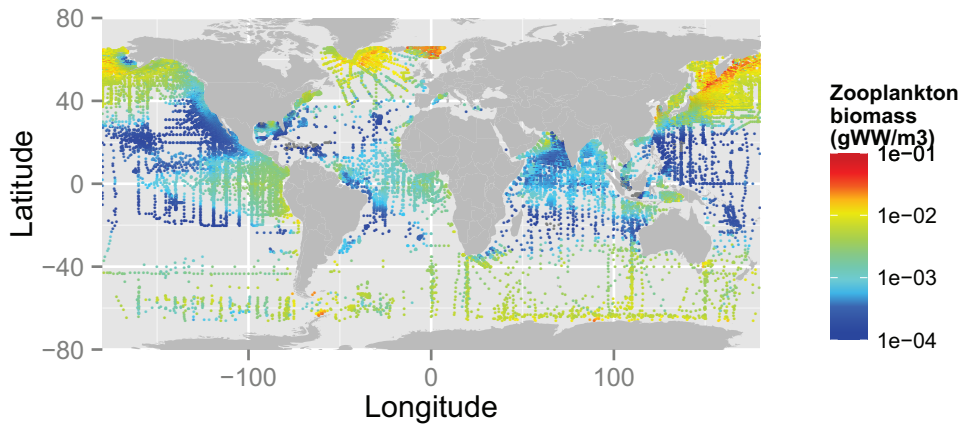 80
40
0
−40
−80
Latitude
−100
0
100
Longitude
Zooplankton
biomass
(gWW/m3)
1e−01
1e−02
1e−03
1e−04